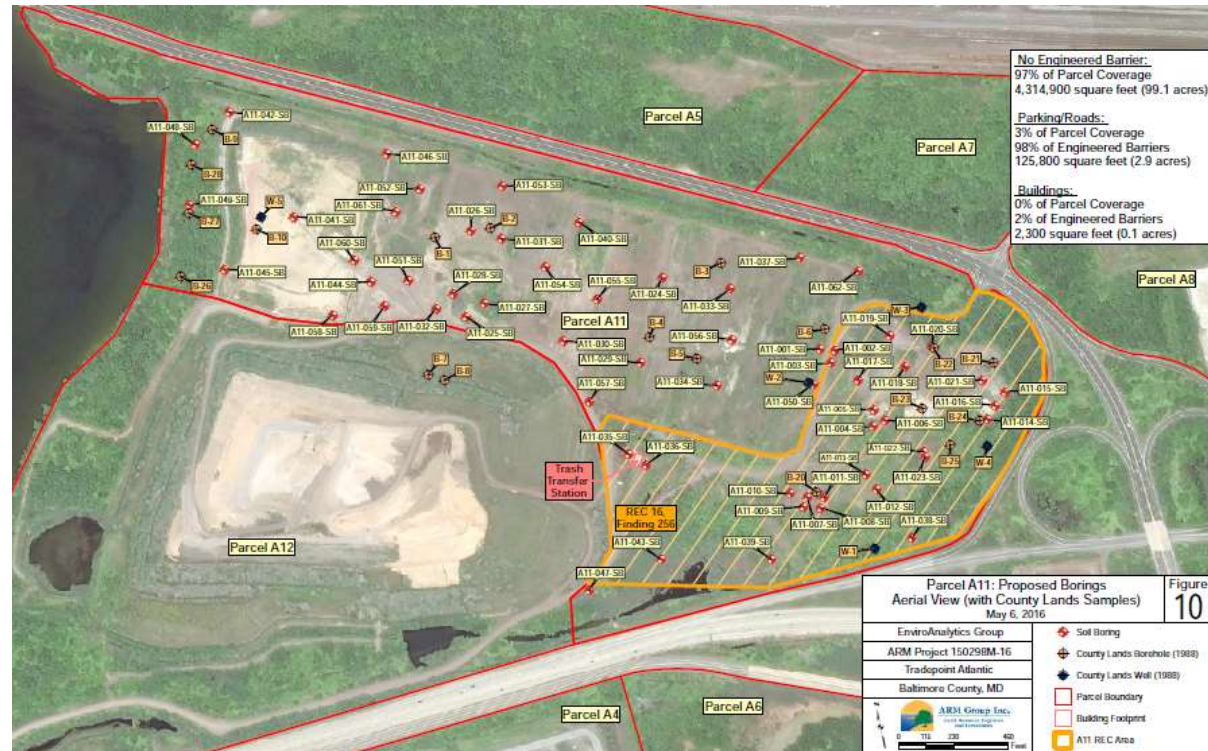 No Engineered Barrier:
97% of Parcel Coverage
4,314,900 square feet (99.1 acres)
Parking/Roads:
3% of Parcel Coverage
98% of Engineered Barriers
125,800 square feet (2.9 acres)
Buildings:
0% of Parcel Coverage
2% of Engineered Barriers
2,300 square feet (0.1 acres)
Parcel A5
Parcel A7
Parcel A8
A11-042-SB
A11-048-SB
B-9
B-28
A11-046-SB
A11-049-SB
B-27
W-5
A11-052-SB
A11-053-SB
A11-061-SB
A11-041-SB
A11-026-SB
B-2
B-10
A11-031-SB
A11-040-SB
A11-060-SB
B-1
A11-051-SB
A11-045-SB
B-26
A11-044-SB
A11-028-SB
A11-054-SB
A11-055-SB
B-3
A11-037-SB
A11-024-SB
A11-062-SB
A11-027-SB
A11-033-SB
A11-058-SB
A11-059-SB
A11-032-SB
A11-025-SB
Parcel A11
B-4
W-3
A11-019-SB
A11-020-SB
B-6
A11-030-SB
A11-056-SB
A11-001-SB
A11-002-SB
B-5
A11-029-SB
A11-003-SB
A11-017-SB
B-22
B-21
B-7
B-8
W-2
A11-018-SB
A11-021-SB
A11-034-SB
A11-015-SB
A11-057-SB
A11-050-SB
B-23
A11-016-SB
A11-005-SB
A11-004-SB
A11-006-SB
B-24
A11-014-SB
A11-035-SB
A11-036-SB
A11-013-SB
A11-022-SB
B-25
W-4
Trash
Transfer
Station
B-20
A11-011-SB
A11-023-SB
A11-010-SB
A11-009-SB
A11-012-SB
A11-007-SB
A11-008-SB
REC 16,
Finding 256
A11-038-SB
A11-043-SB
A11-039-SB
W-1
Parcel A12
A11-047-SB
Parcel A4
Parcel A6
Parcel A11: Proposed Borings
Aerial View (with County Lands Samples)
May 6, 2016
Figure
10
EnviroAnalytics Group
ARM Project 150298M-16
Tradepoint Atlantic
Baltimore County, MD
ARM Group Inc.
0 115 230 460
Feet
Soil Boring
County Lands Borehole (1988)
County Lands Well (1988)
Parcel Boundary
Building Footprint
A11 REC Area